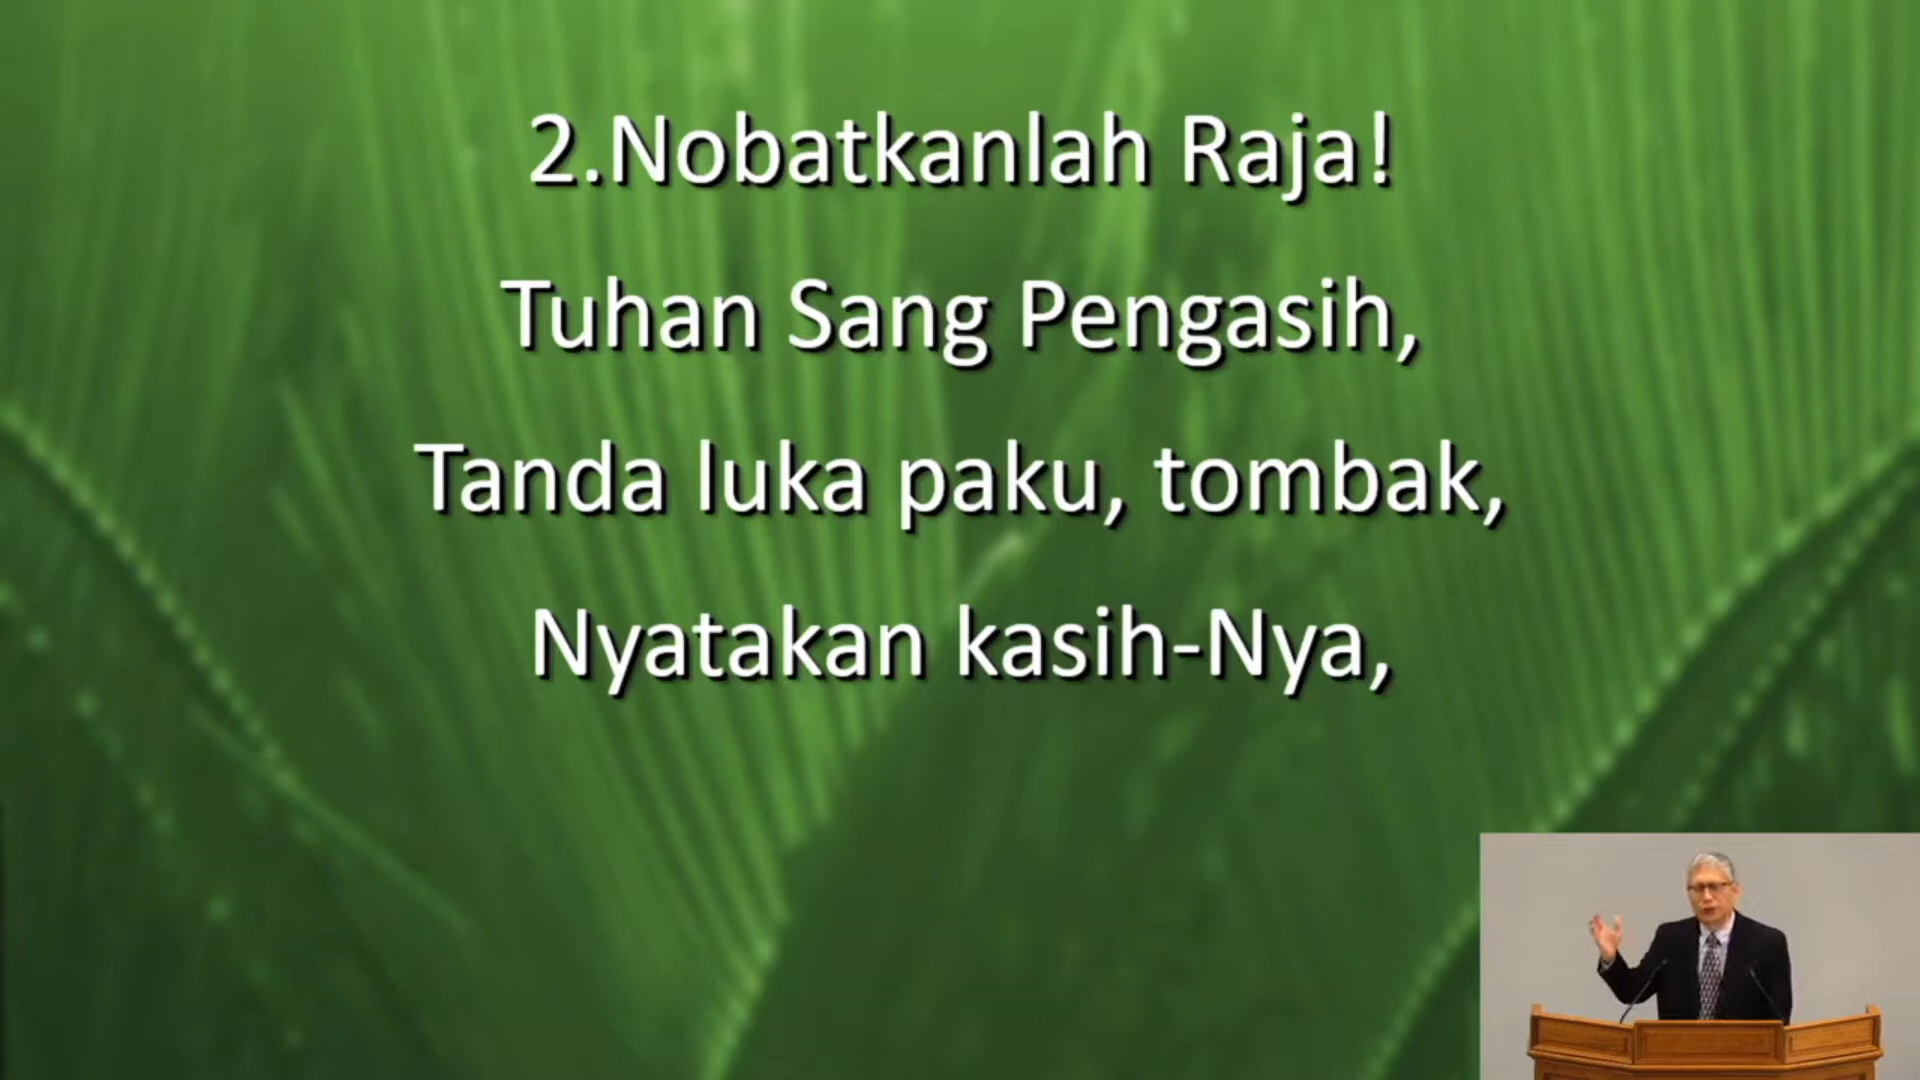 2.Nobatkanlah Raja!
Tuhan Sang Pengasih,
Tanda luka paku, tombak,
Nyatakan kasih-Nya,